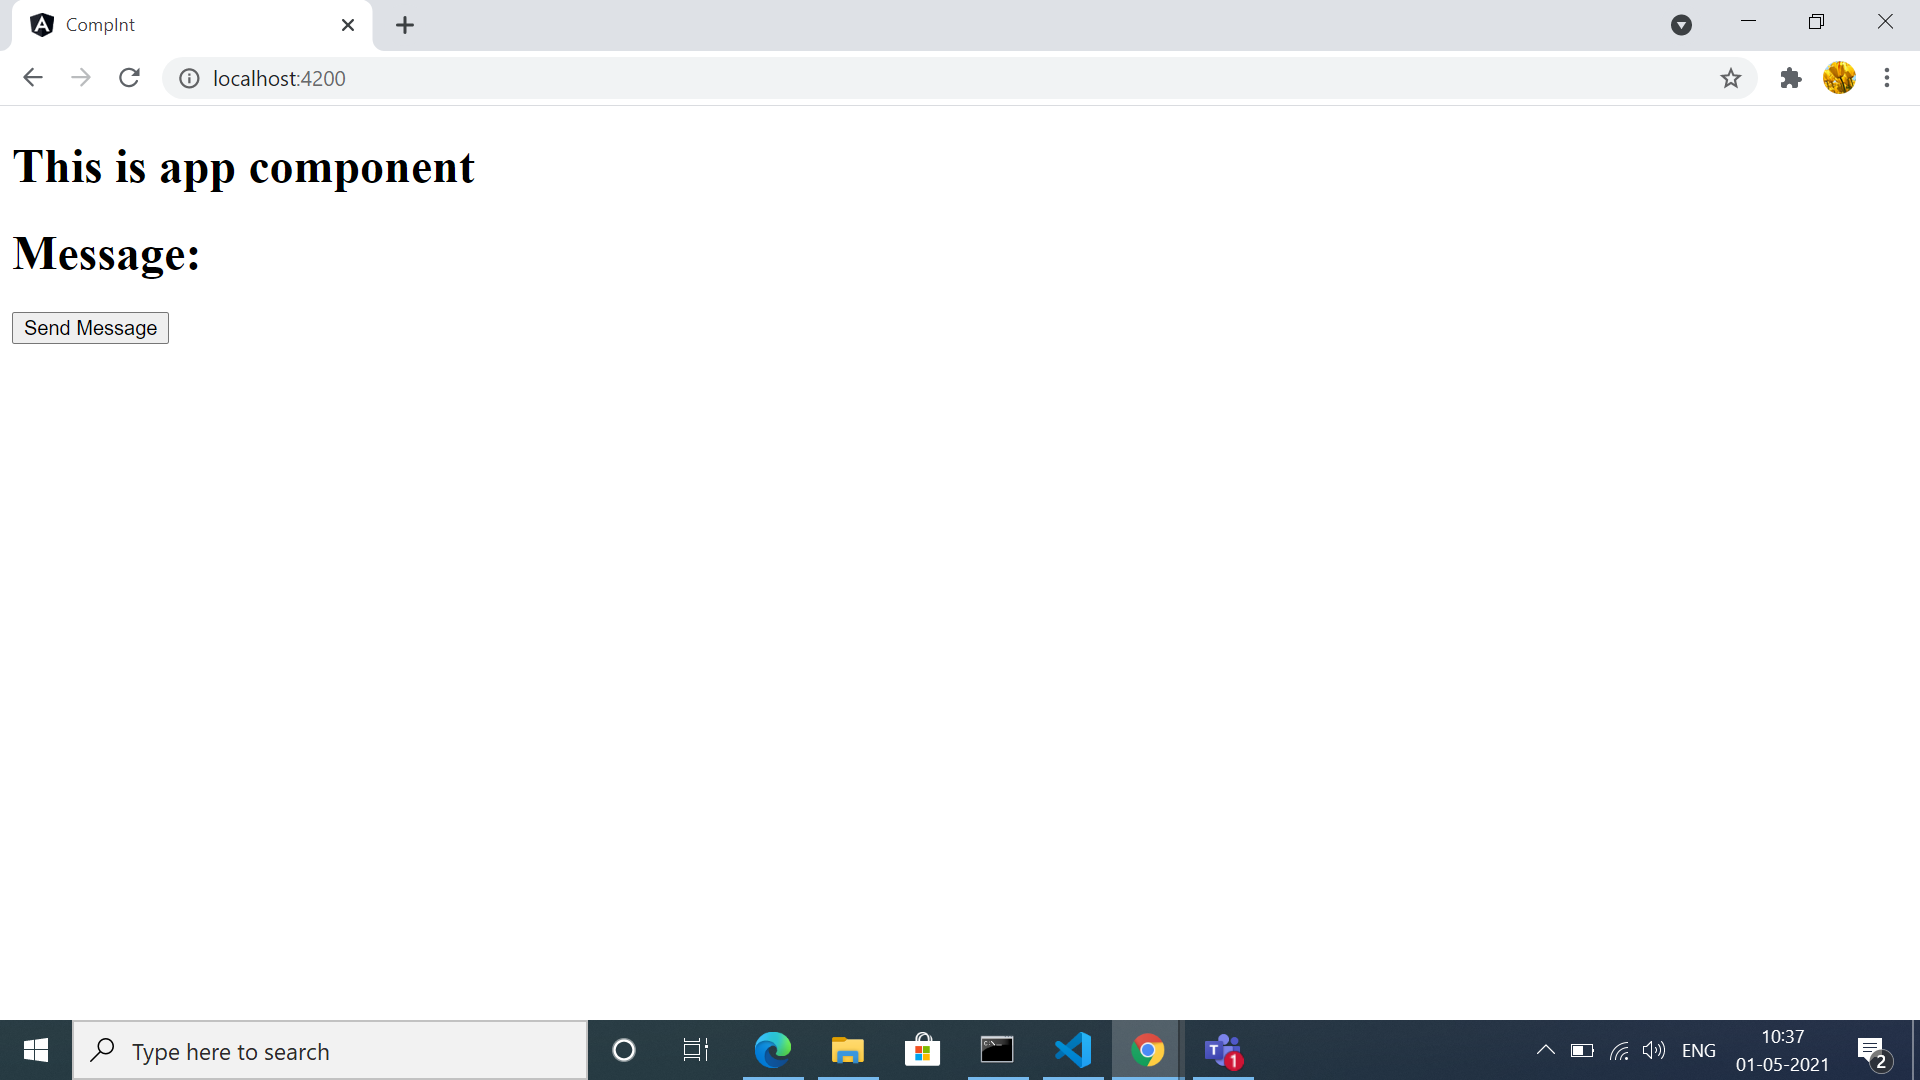 CompInt
localhost:4200
This is app component
Message:
Send Message
Type here to search
1
ENG
10:37
01-05-2021
2